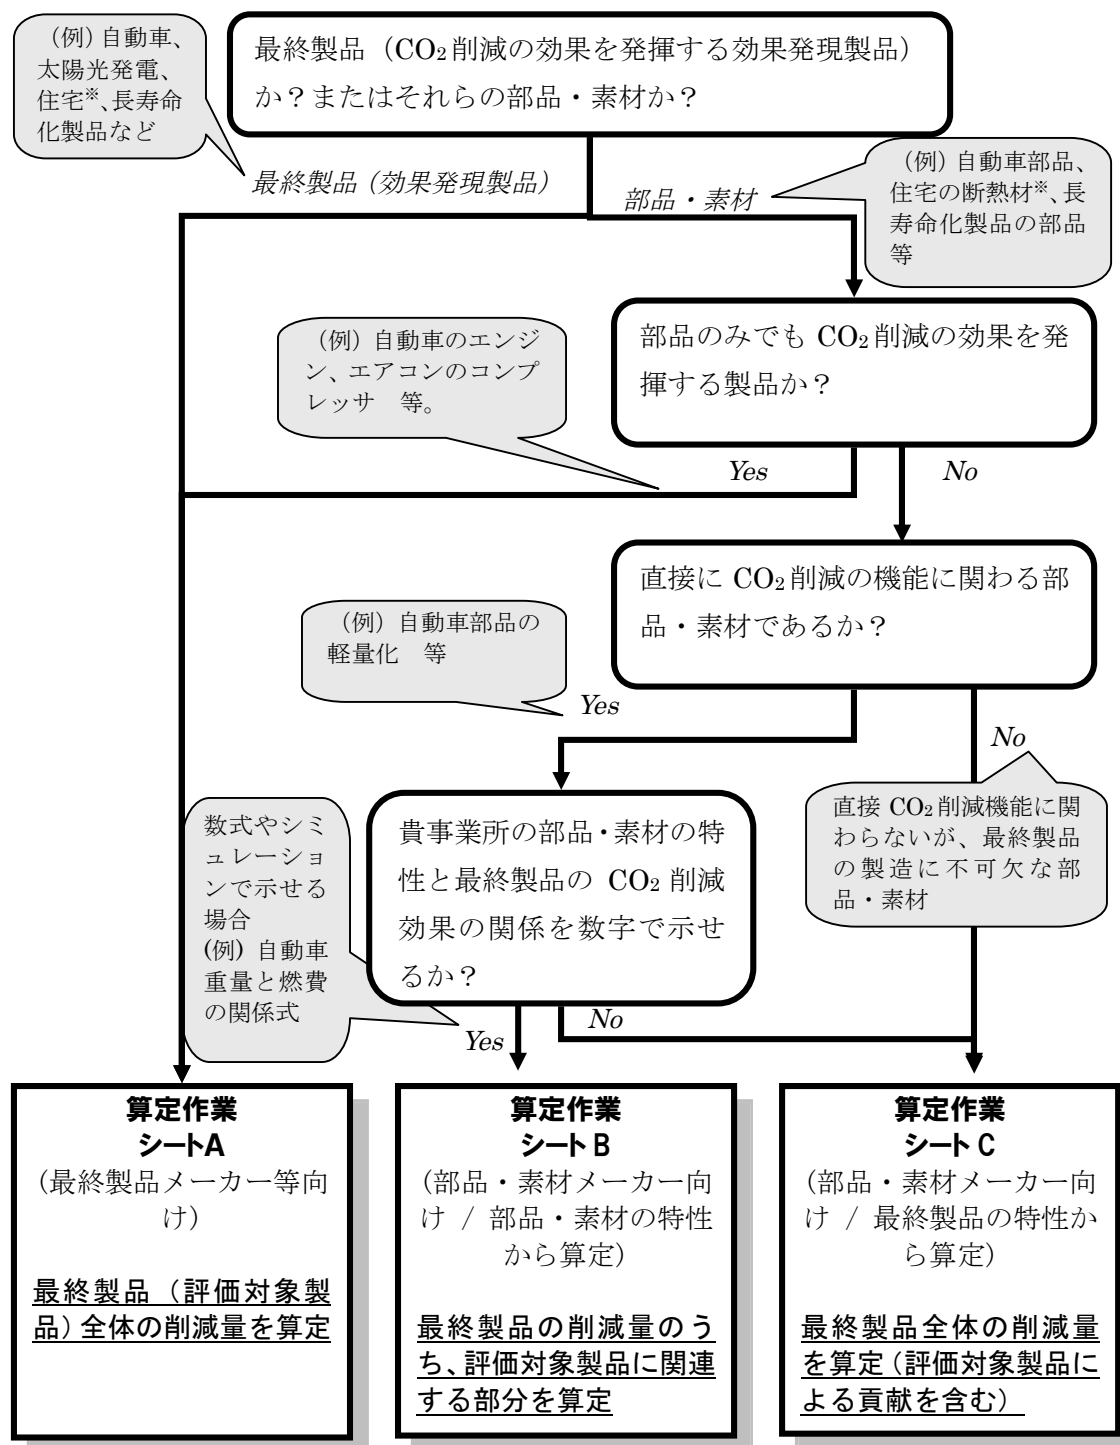 (例) 自動車、
太陽光発電、
住宅※、長寿命
化製品など
最終製品（CO₂削減の効果を発揮する効果発現製品）
か？またはそれらの部品・素材か？
最終製品（効果発現製品）
部品・素材
(例) 自動車部品、
住宅の断熱材※、長
寿命化製品の部品
等
部品のみでも CO₂削減の効果を発
揮する製品か？
(例) 自動車のエンジ
ン、エアコンのコンプ
レッサ　等。
Yes
No
直接に CO₂削減の機能に関わる部
品・素材であるか？
(例) 自動車部品の
軽量化　等
Yes
No
直接 CO₂削減機能に関
わらないが、最終製品
の製造に不可欠な部
品・素材
貴事業所の部品・素材の特
性と最終製品の CO₂ 削減
効果の関係を数字で示せ
るか？
数式やシミ
ュレーショ
ンで示せる
場合
(例) 自動車
重量と燃費
の関係式
Yes
No
算定作業
シートA
（最終製品メーカー等向
け）
最終製品（評価対象製
品）全体の削減量を算定
算定作業
シート B
（部品・素材メーカー向
け / 部品・素材の特性
から算定）
最終製品の削減量のう
ち、評価対象製品に関連
する部分を算定
算定作業
シート C
（部品・素材メーカー向
け / 最終製品の特性か
ら算定）
最終製品全体の削減量
を算定（評価対象製品に
よる貢献を含む）